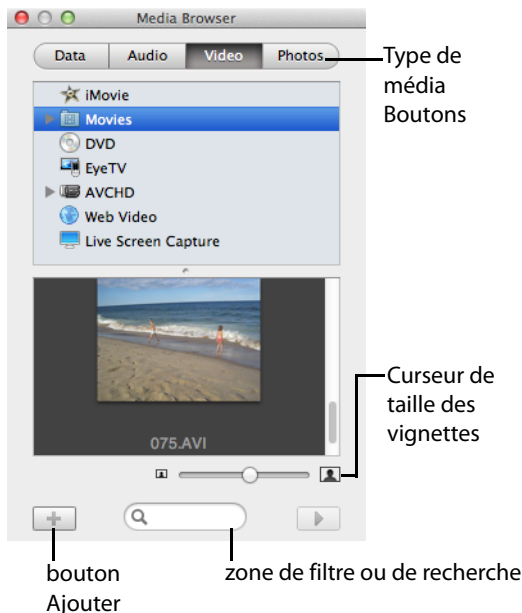 Media Browser
Data Audio Video Photos
Type de
média
Boutons
iMovie
Movies
DVD
EyeTV
AVCHD
Web Video
Live Screen Capture
075.AVI
Curseur de
taille des
vignettes
bouton
Ajouter
zone de filtre ou de recherche